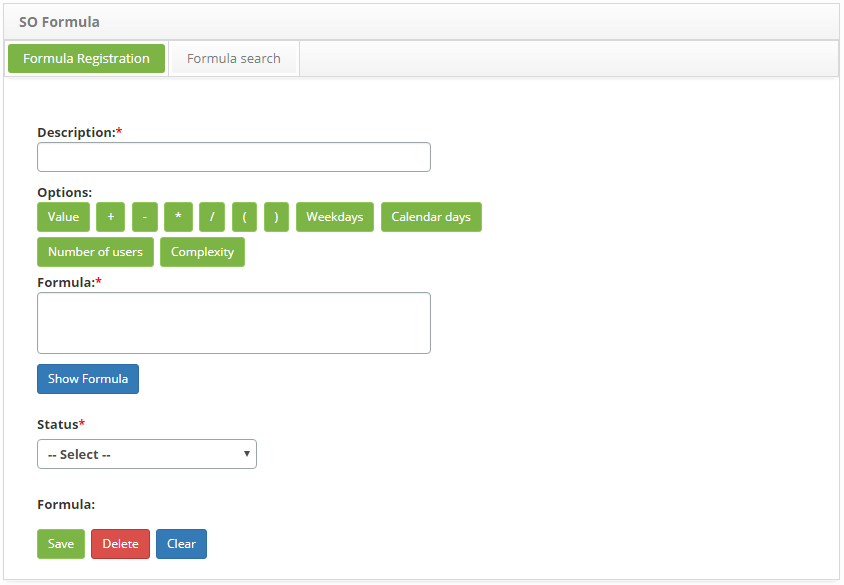 SO Formula
Formula Registration Formula search
Description:*
Options:
Value + - * / ( ) Weekdays Calendar days
Number of users Complexity
Formula:*
Show Formula
Status*
-- Select --
Formula:
Save Delete Clear